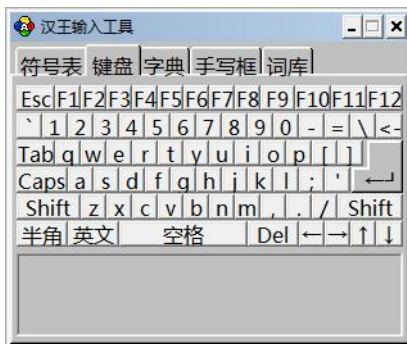 汉王输入工具
符号表 键盘 字典 手写框 词库
Esc F1 F2 F3 F4 F5 F6 F7 F8 F9 F10 F11 F12
` 1 2 3 4 5 6 7 8 9 0 - = \ <-
Tab q w e r t y u i o p [ ]
Caps a s d f g h j k l ; ' ←┘
Shift z x c v b n m , . / Shift
半角 英文 空格 Del ← → ↑ ↓